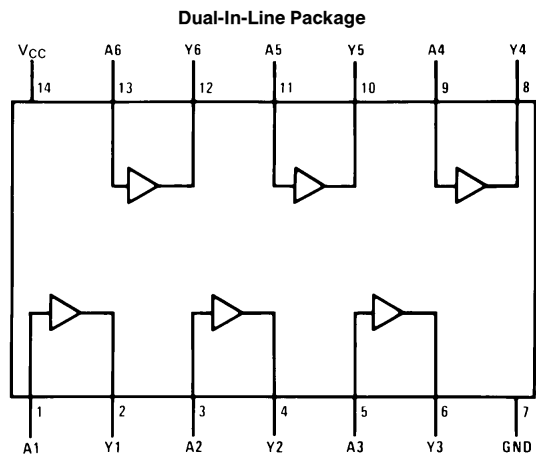 Dual-In-Line Package
VCC A6 Y6 A5 Y5 A4 Y4
14 13 12 11 10 9 8
1 2 3 4 5 6 7
A1 Y1 A2 Y2 A3 Y3 GND